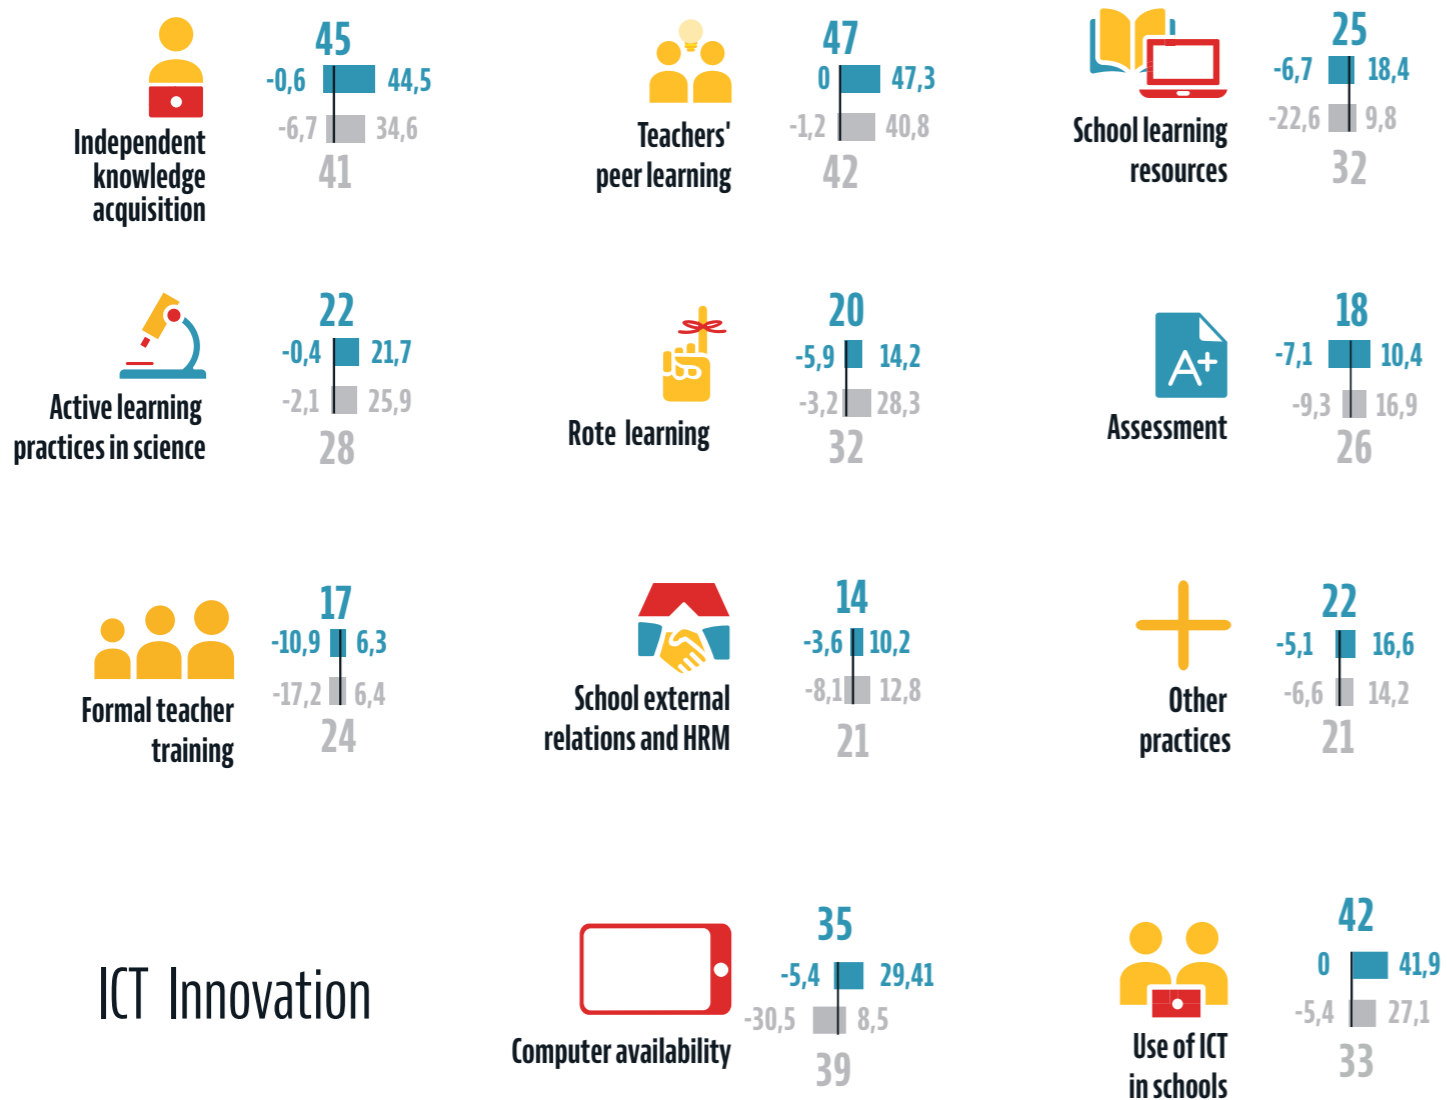 45
-0,6 44,5
-6,7 34,6
41
Independent
knowledge
acquisition
47
0 47,3
-1,2 40,8
42
Teachers'
peer learning
25
-6,7 18,4
-22,6 9,8
32
School learning
resources
22
-0,4 21,7
-2,1 25,9
28
Active learning
practices in science
20
-5,9 14,2
-3,2 28,3
32
Rote learning
A+
18
-7,1 10,4
-9,3 16,9
26
Assessment
17
-10,9 6,3
-17,2 6,4
24
Formal teacher
training
14
-3,6 10,2
-8,1 12,8
21
School external
relations and HRM
22
-5,1 16,6
-6,6 14,2
21
Other
practices
ICT Innovation
35
-5,4 29,41
-30,5 8,5
39
Computer availability
42
0 41,9
-5,4 27,1
33
Use of ICT
in schools